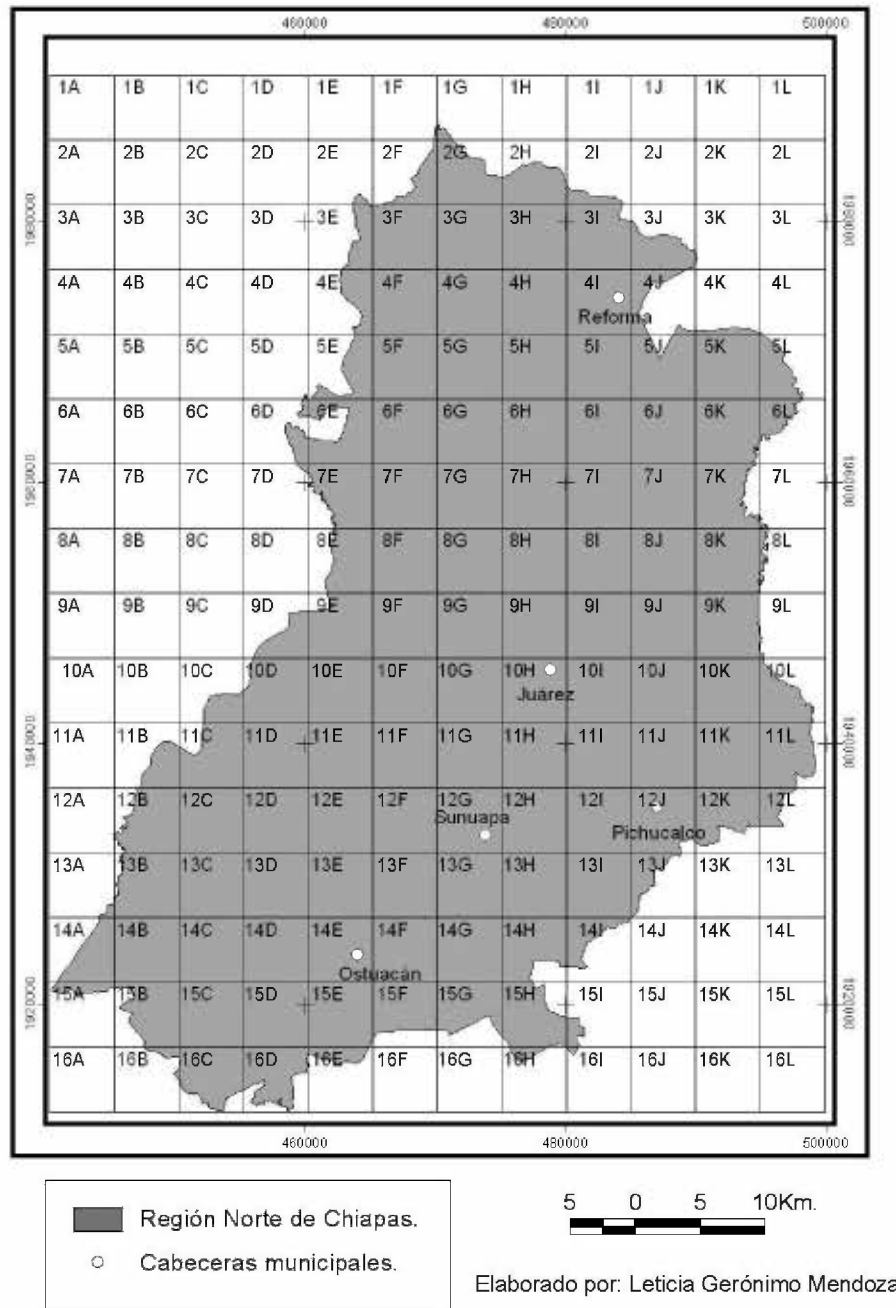 460000 480000 500000
1A 1B 1C 1D 1E 1F 1G 1H 1I 1J 1K 1L
2A 2B 2C 2D 2E 2F 2G 2H 2I 2J 2K 2L
1980000 1980000
3A 3B 3C 3D 3E 3F 3G 3H 3I 3J 3K 3L
4A 4B 4C 4D 4E 4F 4G 4H 4I 4J 4K 4L
Reforma
5A 5B 5C 5D 5E 5F 5G 5H 5I 5J 5K 5L
6A 6B 6C 6D 6E 6F 6G 6H 6I 6J 6K 6L
1960000 1960000
7A 7B 7C 7D 7E 7F 7G 7H 7I 7J 7K 7L
8A 8B 8C 8D 8E 8F 8G 8H 8I 8J 8K 8L
9A 9B 9C 9D 9E 9F 9G 9H 9I 9J 9K 9L
10A 10B 10C 10D 10E 10F 10G 10H 10I 10J 10K 10L
Juárez
1940000 1940000
11A 11B 11C 11D 11E 11F 11G 11H 11I 11J 11K 11L
12A 12B 12C 12D 12E 12F 12G 12H 12I 12J 12K 12L
Sunuapa
Pichucalco
13A 13B 13C 13D 13E 13F 13G 13H 13I 13J 13K 13L
14A 14B 14C 14D 14E 14F 14G 14H 14I 14J 14K 14L
Ostuacán
1920000 1920000
15A 15B 15C 15D 15E 15F 15G 15H 15I 15J 15K 15L
16A 16B 16C 16D 16E 16F 16G 16H 16I 16J 16K 16L
460000 480000 500000
Región Norte de Chiapas.
Cabeceras municipales.
5 0 5 10Km.
Elaborado por: Leticia Gerónimo Mendoza